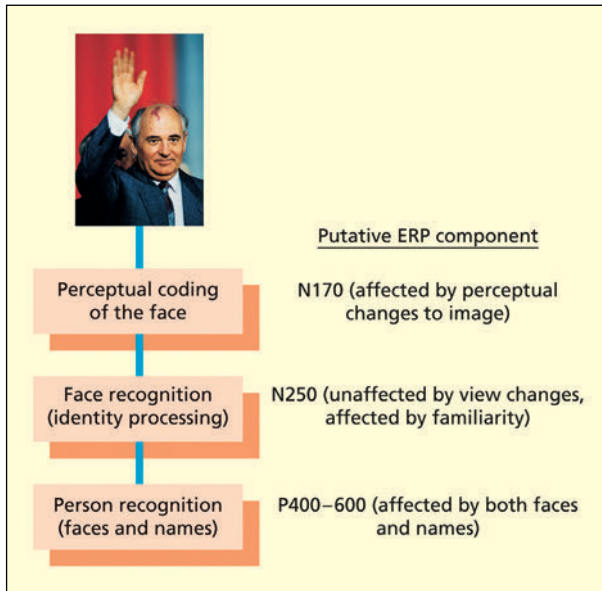 Putative ERP component
Perceptual coding
of the face
N170 (affected by perceptual
changes to image)
Face recognition
(identity processing)
N250 (unaffected by view changes,
affected by familiarity)
Person recognition
(faces and names)
P400–600 (affected by both faces
and names)